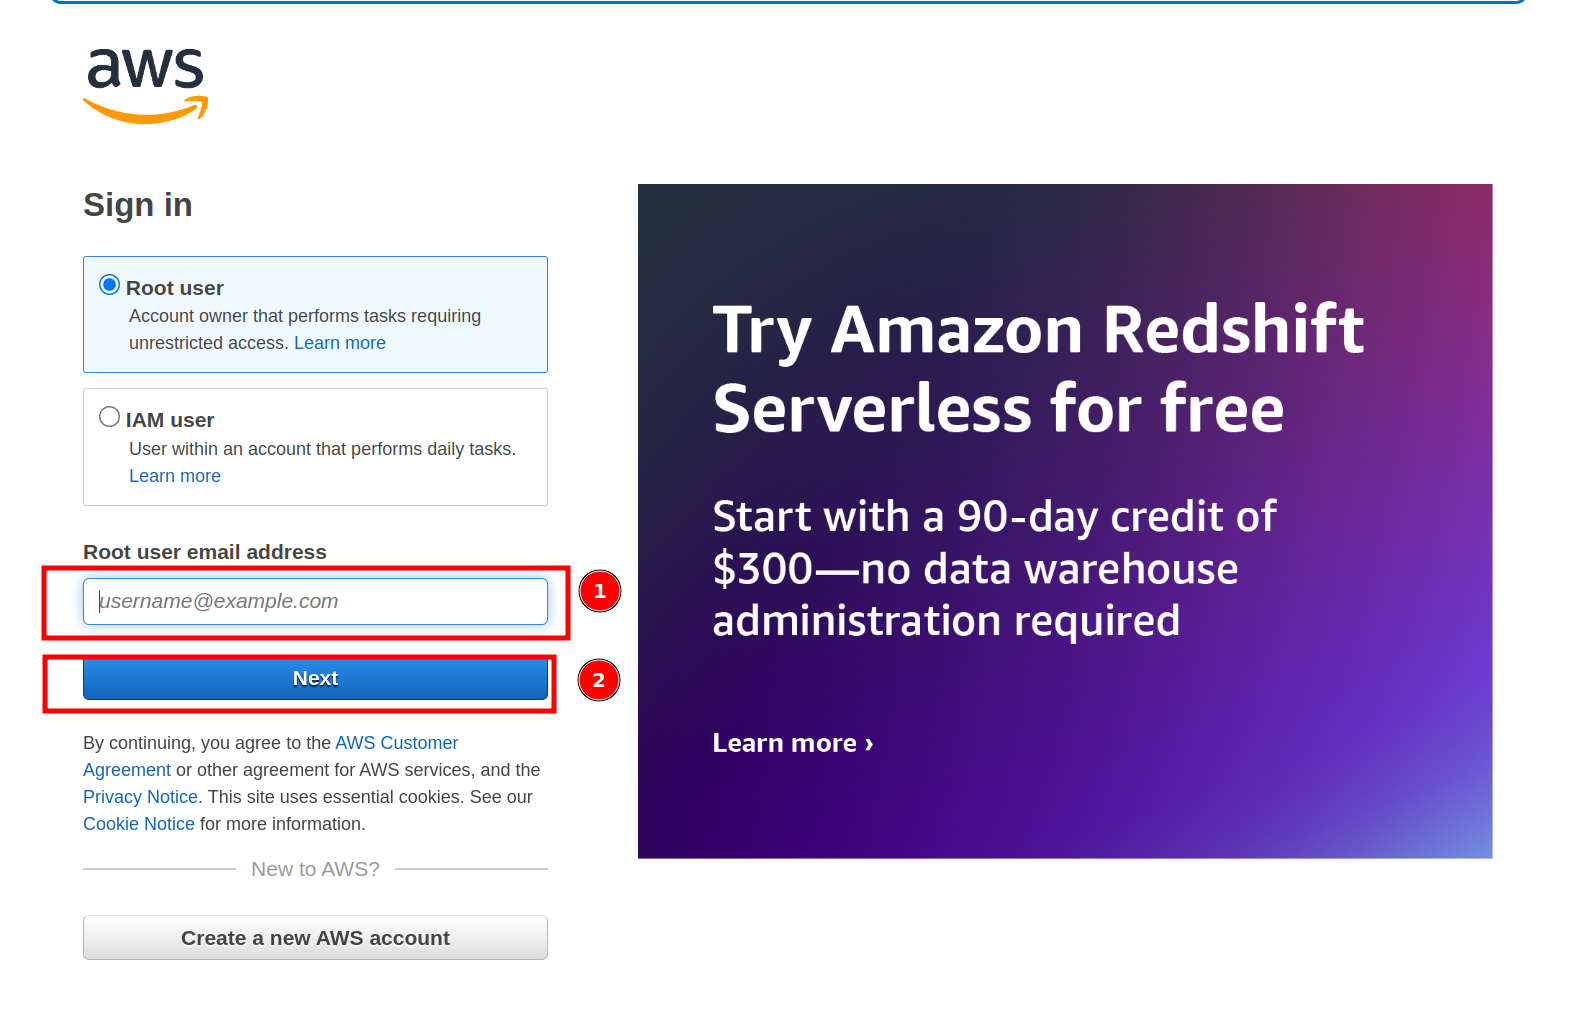 aws
Sign in
Root user
Account owner that performs tasks requiring
unrestricted access. Learn more
IAM user
User within an account that performs daily tasks.
Learn more
Root user email address
username@example.com
1
Next
2
By continuing, you agree to the AWS Customer
Agreement or other agreement for AWS services, and the
Privacy Notice. This site uses essential cookies. See our
Cookie Notice for more information.
New to AWS?
Create a new AWS account
Try Amazon Redshift
Serverless for free
Start with a 90-day credit of
$300—no data warehouse
administration required
Learn more ›